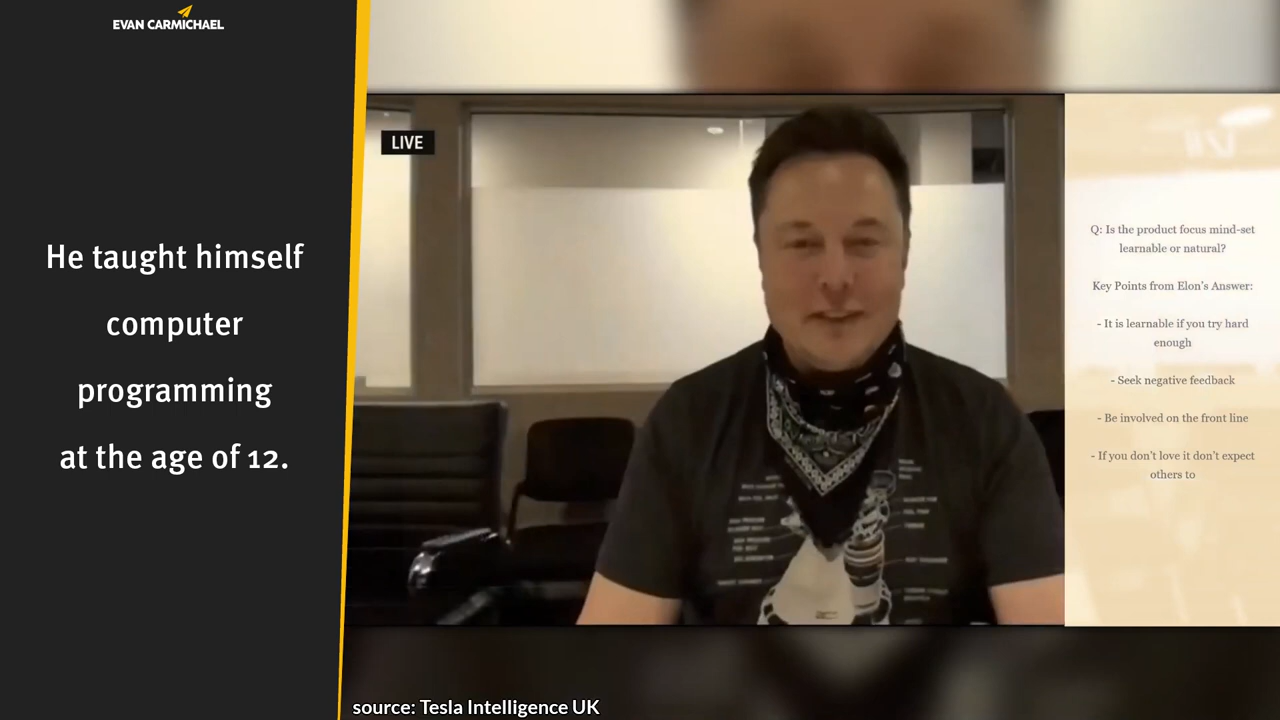 EVAN CARMICHAEL
He taught himself
computer
programming
at the age of 12.
LIVE
Q: Is the product focus mind-set
learnable or natural?
Key Points from Elon's Answer:
- It is learnable if you try hard
enough
- Seek negative feedback
- Be involved on the front line
- If you don't love it don't expect
others to
source: Tesla Intelligence UK